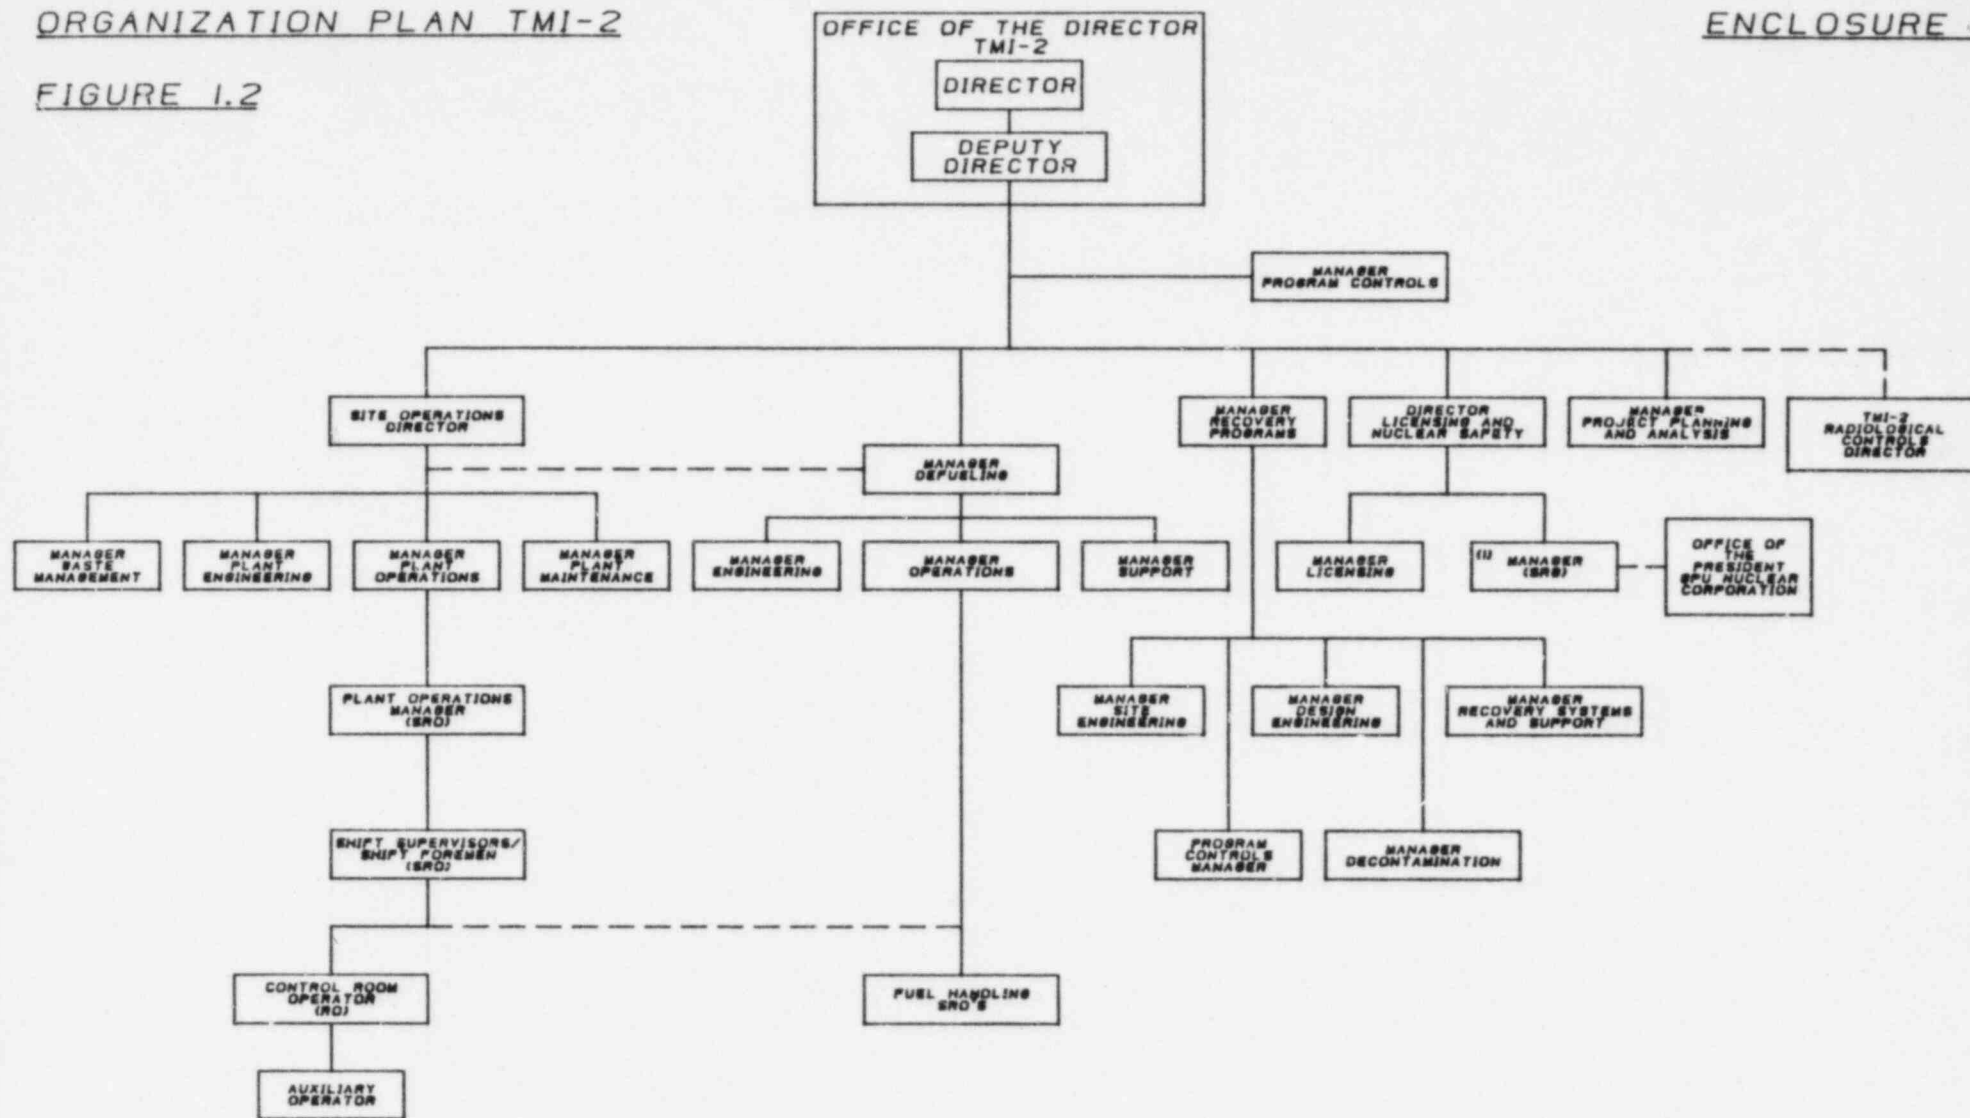 ORGANIZATION PLAN TMI-2
ENCLOSURE
FIGURE 1.2
OFFICE OF THE DIRECTOR
TMI-2
DIRECTOR
DEPUTY
DIRECTOR
MANAGER
PROGRAM CONTROLS
SITE OPERATIONS
DIRECTOR
MANAGER
DEFUELING
MANAGER
RECOVERY
PROGRAMS
DIRECTOR
LICENSING AND
NUCLEAR SAFETY
MANAGER
PROJECT PLANNING
AND ANALYSIS
TMI-2
RADIOLOGICAL
CONTROLS
DIRECTOR
MANAGER
WASTE
MANAGEMENT
MANAGER
PLANT
ENGINEERING
MANAGER
PLANT
OPERATIONS
MANAGER
PLANT
MAINTENANCE
MANAGER
ENGINEERING
MANAGER
OPERATIONS
MANAGER
SUPPORT
MANAGER
LICENSING
(1) MANAGER
(SRG)
OFFICE OF
THE
PRESIDENT
GPU NUCLEAR
CORPORATION
PLANT OPERATIONS
MANAGER
(SRO)
MANAGER
SITE
ENGINEERING
MANAGER
DESIGN
ENGINEERING
MANAGER
RECOVERY SYSTEMS
AND SUPPORT
SHIFT SUPERVISORS/
SHIFT FOREMEN
(SRO)
PROGRAM
CONTROLS
MANAGER
MANAGER
DECONTAMINATION
CONTROL ROOM
OPERATOR
(RO)
FUEL HANDLING
SRO'S
AUXILIARY
OPERATOR